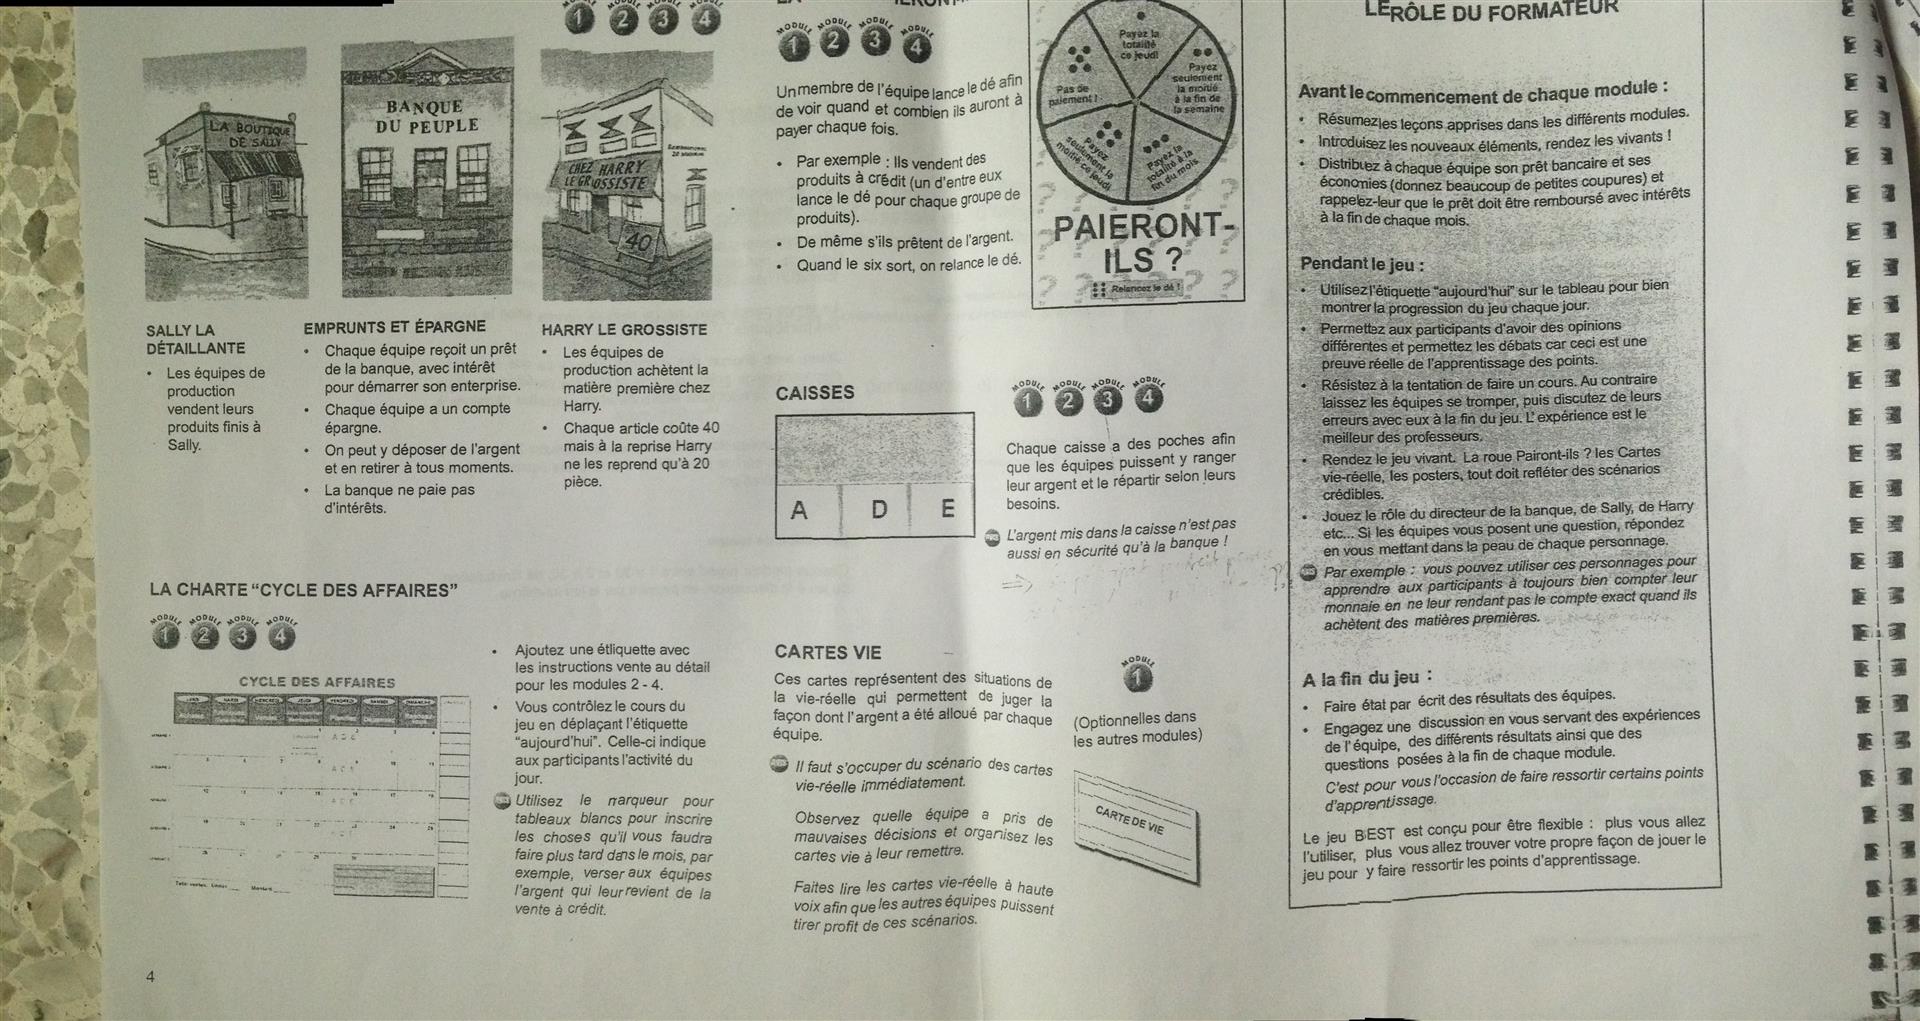 MODULE MODULE MODULE MODULE
1 2 3 4
LA BOUTIQUE
DE SALLY
BANQUE
DU PEUPLE
CHEZ HARRY
LE GROSSISTE
40
SALLY LA
DÉTAILLANTE
• Les équipes de
production
vendent leurs
produits finis à
Sally.
EMPRUNTS ET ÉPARGNE
• Chaque équipe reçoit un prêt
de la banque, avec intérêt
pour démarrer son enterprise.
• Chaque équipe a un compte
épargne.
• On peut y déposer de l'argent
et en retirer à tous moments.
• La banque ne paie pas
d'intérêts.
HARRY LE GROSSISTE
• Les équipes de
production achètent la
matière première chez
Harry.
• Chaque article coûte 40
mais à la reprise Harry
ne les reprend qu'à 20
pièce.
LA CHARTE “CYCLE DES AFFAIRES”
MODULE MODULE MODULE MODULE
1 2 3 4
CYCLE DES AFFAIRES
• Ajoutez une étliquette avec
les instructions vente au détail
pour les modules 2 - 4.
• Vous contrôlez le cours du
jeu en déplaçant l'étiquette
“aujourd'hui”. Celle-ci indique
aux participants l'activité du
jour.
Utilisez le marqueur pour
tableaux blancs pour inscrire
les choses qu'il vous faudra
faire plus tard dans le mois, par
exemple, verser aux équipes
l'argent qui leur revient de la
vente à crédit.
4
MODULE MODULE MODULE MODULE
1 2 3 4
Un membre de l'équipe lance le dé afin
de voir quand et combien ils auront à
payer chaque fois.
• Par exemple : Ils vendent des
produits à crédit (un d'entre eux
lance le dé pour chaque groupe de
produits).
• De même s'ils prêtent de l'argent.
• Quand le six sort, on relance le dé.
Payez la
totalité
ce jeudi
Payez
seulement
la moitié
à la fin de
la semaine
Payez la
totalité à la
fin du mois
Payez
seulement la
moitié ce jeudi
Pas de
paiement !
PAIERONT-
ILS ?
Relancez le dé !
CAISSES
A D E
MODULE MODULE MODULE MODULE
1 2 3 4
Chaque caisse a des poches afin
que les équipes puissent y ranger
leur argent et le répartir selon leurs
besoins.
L'argent mis dans la caisse n'est pas
aussi en sécurité qu'à la banque !
CARTES VIE
Ces cartes représentent des situations de
la vie-réelle qui permettent de juger la
façon dont l'argent a été alloué par chaque
équipe.
Il faut s'occuper du scénario des cartes
vie-réelle immédiatement.
Observez quelle équipe a pris de
mauvaises décisions et organisez les
cartes vie à leur remettre.
Faites lire les cartes vie-réelle à haute
voix afin que les autres équipes puissent
tirer profit de ces scénarios.
MODULE
1
(Optionnelles dans
les autres modules)
CARTE DE VIE
LE RÔLE DU FORMATEUR
Avant le commencement de chaque module :
• Résumez les leçons apprises dans les différents modules.
• Introduisez les nouveaux éléments, rendez les vivants !
• Distribuez à chaque équipe son prêt bancaire et ses
économies (donnez beaucoup de petites coupures) et
rappelez-leur que le prêt doit être remboursé avec intérêts
à la fin de chaque mois.
Pendant le jeu :
• Utilisez l'étiquette “aujourd'hui” sur le tableau pour bien
montrer la progression du jeu chaque jour.
• Permettez aux participants d'avoir des opinions
différentes et permettez les débats car ceci est une
preuve réelle de l'apprentissage des points.
• Résistez à la tentation de faire un cours. Au contraire
laissez les équipes se tromper, puis discutez de leurs
erreurs avec eux à la fin du jeu. L'expérience est le
meilleur des professeurs.
• Rendez le jeu vivant. La roue Pairont-ils ? les Cartes
vie-réelle, les posters, tout doit refléter des scénarios
crédibles.
• Jouez le rôle du directeur de la banque, de Sally, de Harry
etc... Si les équipes vous posent une question, répondez
en vous mettant dans la peau de chaque personnage.
Par exemple : vous pouvez utiliser ces personnages pour
apprendre aux participants à toujours bien compter leur
monnaie en ne leur rendant pas le compte exact quand ils
achètent des matières premières.
A la fin du jeu :
• Faire état par écrit des résultats des équipes.
• Engagez une discussion en vous servant des expériences
de l'équipe, des différents résultats ainsi que des
questions posées à la fin de chaque module.
C'est pour vous l'occasion de faire ressortir certains points
d'apprentissage.
Le jeu BEST est conçu pour être flexible : plus vous allez
l'utiliser, plus vous allez trouver votre propre façon de jouer le
jeu pour y faire ressortir les points d'apprentissage.